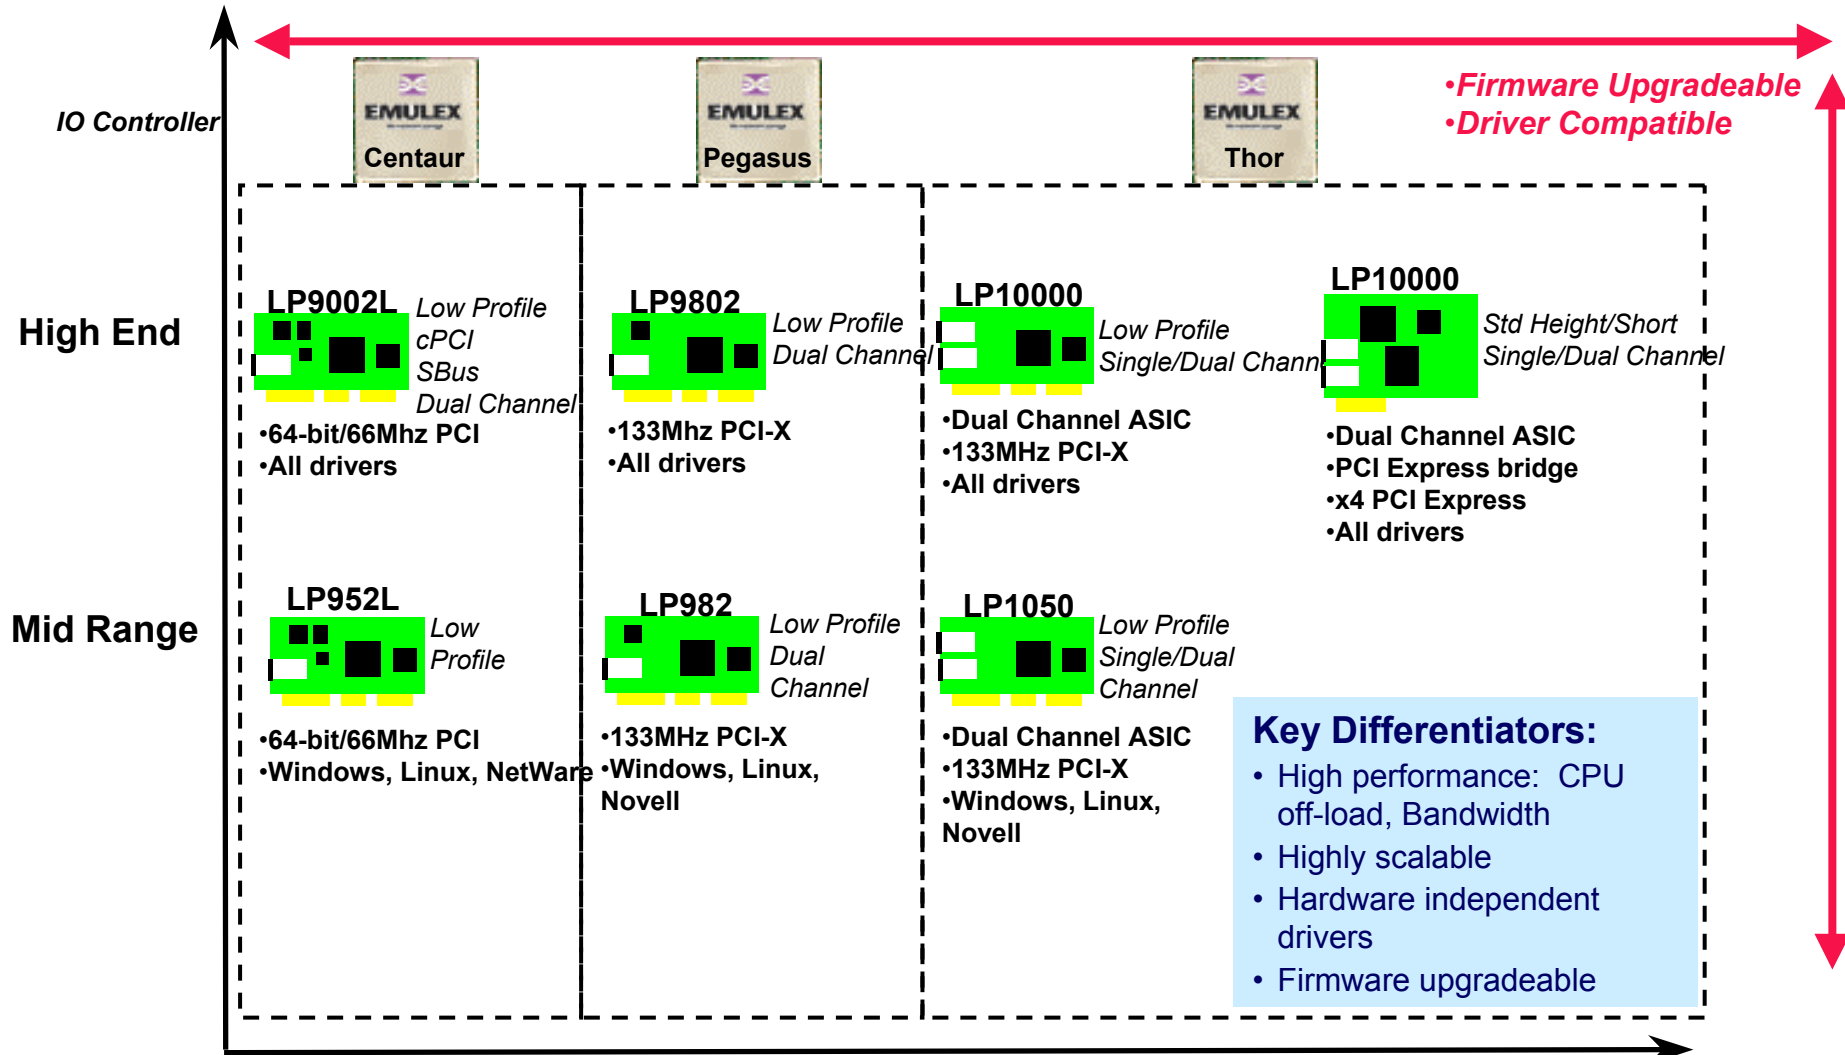 EMULEX
Centaur
EMULEX
Pegasus
EMULEX
Thor
IO Controller
•Firmware Upgradeable
•Driver Compatible
High End
LP9002L
Low Profile
cPCI
SBus
Dual Channel
•64-bit/66Mhz PCI
•All drivers
LP9802
Low Profile
Dual Channel
•133Mhz PCI-X
•All drivers
LP10000
Low Profile
Single/Dual Chann
•Dual Channel ASIC
•133MHz PCI-X
•All drivers
LP10000
Std Height/Short
Single/Dual Channel
•Dual Channel ASIC
•PCI Express bridge
•x4 PCI Express
•All drivers
Mid Range
LP952L
Low
Profile
•64-bit/66Mhz PCI
•Windows, Linux, NetWare
LP982
Low Profile
Dual
Channel
•133MHz PCI-X
•Windows, Linux,
Novell
LP1050
Low Profile
Single/Dual
Channel
•Dual Channel ASIC
•133MHz PCI-X
•Windows, Linux,
Novell
Key Differentiators:
• High performance: CPU
off-load, Bandwidth
• Highly scalable
• Hardware independent
drivers
• Firmware upgradeable